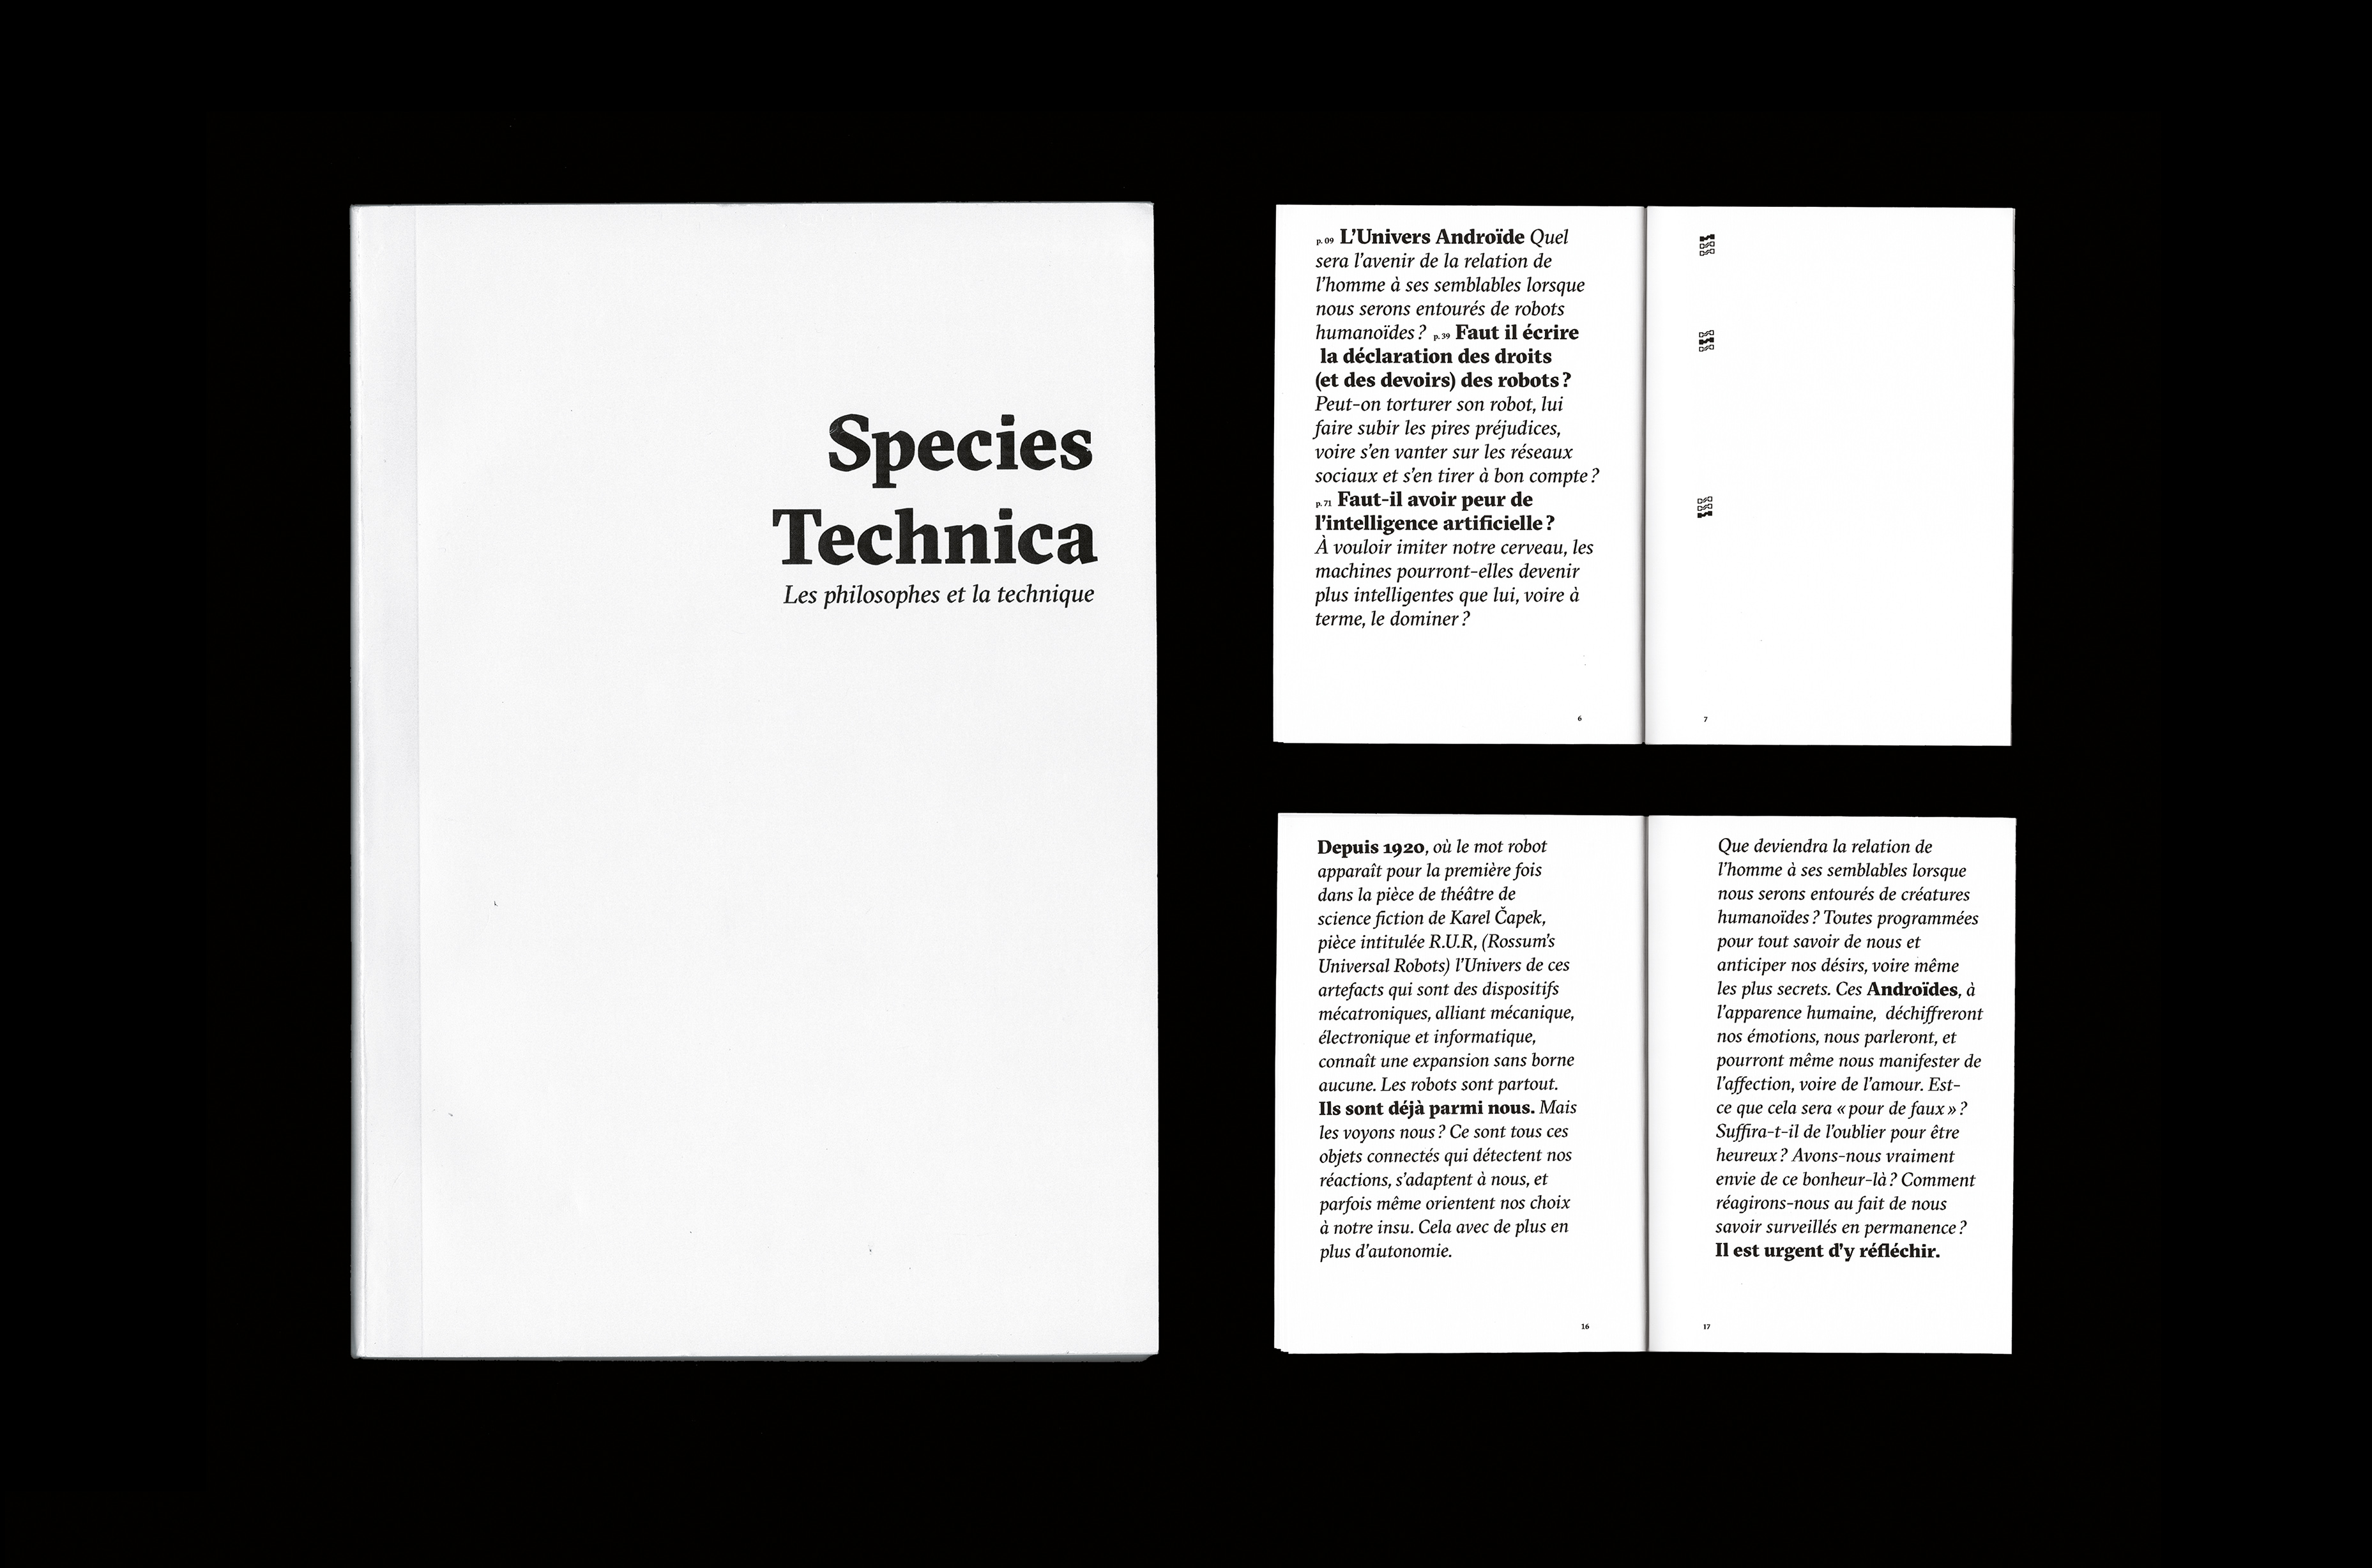 Species
Technica
Les philosophes et la technique
p. 09 L’Univers Androïde Quel
sera l’avenir de la relation de
l’homme à ses semblables lorsque
nous serons entourés de robots
humanoïdes ? p. 39 Faut il écrire
la déclaration des droits
(et des devoirs) des robots ?
Peut-on torturer son robot, lui
faire subir les pires préjudices,
voire s’en vanter sur les réseaux
sociaux et s’en tirer à bon compte ?
p. 71 Faut-il avoir peur de
l’intelligence artificielle ?
À vouloir imiter notre cerveau, les
machines pourront-elles devenir
plus intelligentes que lui, voire à
terme, le dominer ?
6
7
Depuis 1920, où le mot robot
apparaît pour la première fois
dans la pièce de théâtre de
science fiction de Karel Čapek,
pièce intitulée R.U.R, (Rossum’s
Universal Robots) l’Univers de ces
artefacts qui sont des dispositifs
mécatroniques, alliant mécanique,
électronique et informatique,
connaît une expansion sans borne
aucune. Les robots sont partout.
Ils sont déjà parmi nous. Mais
les voyons nous ? Ce sont tous ces
objets connectés qui détectent nos
réactions, s’adaptent à nous, et
parfois même orientent nos choix
à notre insu. Cela avec de plus en
plus d’autonomie.
16
Que deviendra la relation de
l’homme à ses semblables lorsque
nous serons entourés de créatures
humanoïdes ? Toutes programmées
pour tout savoir de nous et
anticiper nos désirs, voire même
les plus secrets. Ces Androïdes, à
l’apparence humaine, déchiffreront
nos émotions, nous parleront, et
pourront même nous manifester de
l’affection, voire de l’amour. Est-
ce que cela sera « pour de faux » ?
Suffira-t-il de l’oublier pour être
heureux ? Avons-nous vraiment
envie de ce bonheur-là ? Comment
réagirons-nous au fait de nous
savoir surveillés en permanence ?
Il est urgent d’y réfléchir.
17